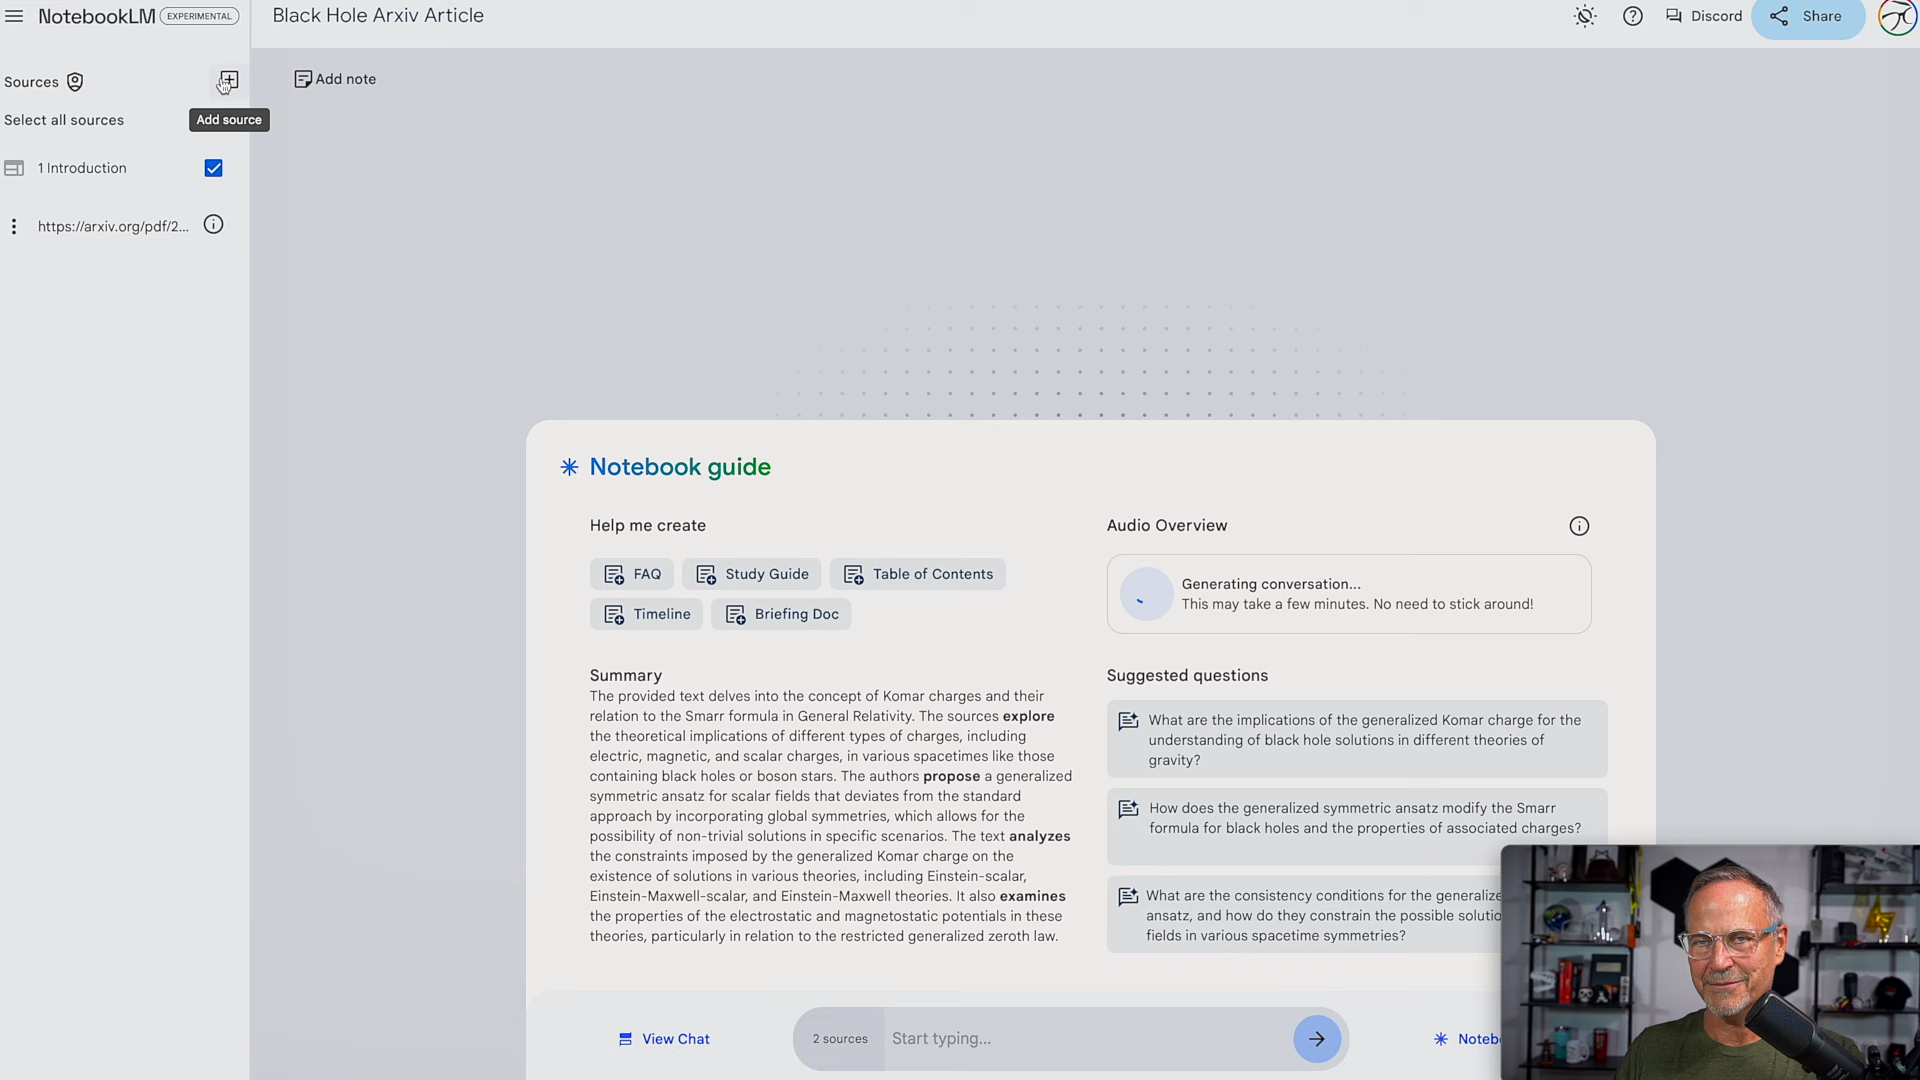 NotebookLM
EXPERIMENTAL
Black Hole Arxiv Article
Discord
Share
Sources
Add source
Select all sources
1 Introduction
https://arxiv.org/pdf/2...
Add note
Notebook guide
Help me create
FAQ
Study Guide
Table of Contents
Timeline
Briefing Doc
Summary
The provided text delves into the concept of Komar charges and their
relation to the Smarr formula in General Relativity. The sources explore
the theoretical implications of different types of charges, including
electric, magnetic, and scalar charges, in various spacetimes like those
containing black holes or boson stars. The authors propose a generalized
symmetric ansatz for scalar fields that deviates from the standard
approach by incorporating global symmetries, which allows for the
possibility of non-trivial solutions in specific scenarios. The text analyzes
the constraints imposed by the generalized Komar charge on the
existence of solutions in various theories, including Einstein-scalar,
Einstein-Maxwell-scalar, and Einstein-Maxwell theories. It also examines
the properties of the electrostatic and magnetostatic potentials in these
theories, particularly in relation to the restricted generalized zeroth law.
Audio Overview
Generating conversation...
This may take a few minutes. No need to stick around!
Suggested questions
What are the implications of the generalized Komar charge for the
understanding of black hole solutions in different theories of
gravity?
How does the generalized symmetric ansatz modify the Smarr
formula for black holes and the properties of associated charges?
What are the consistency conditions for the generalize
ansatz, and how do they constrain the possible solutio
fields in various spacetime symmetries?
View Chat
2 sources
Start typing...
Noteb